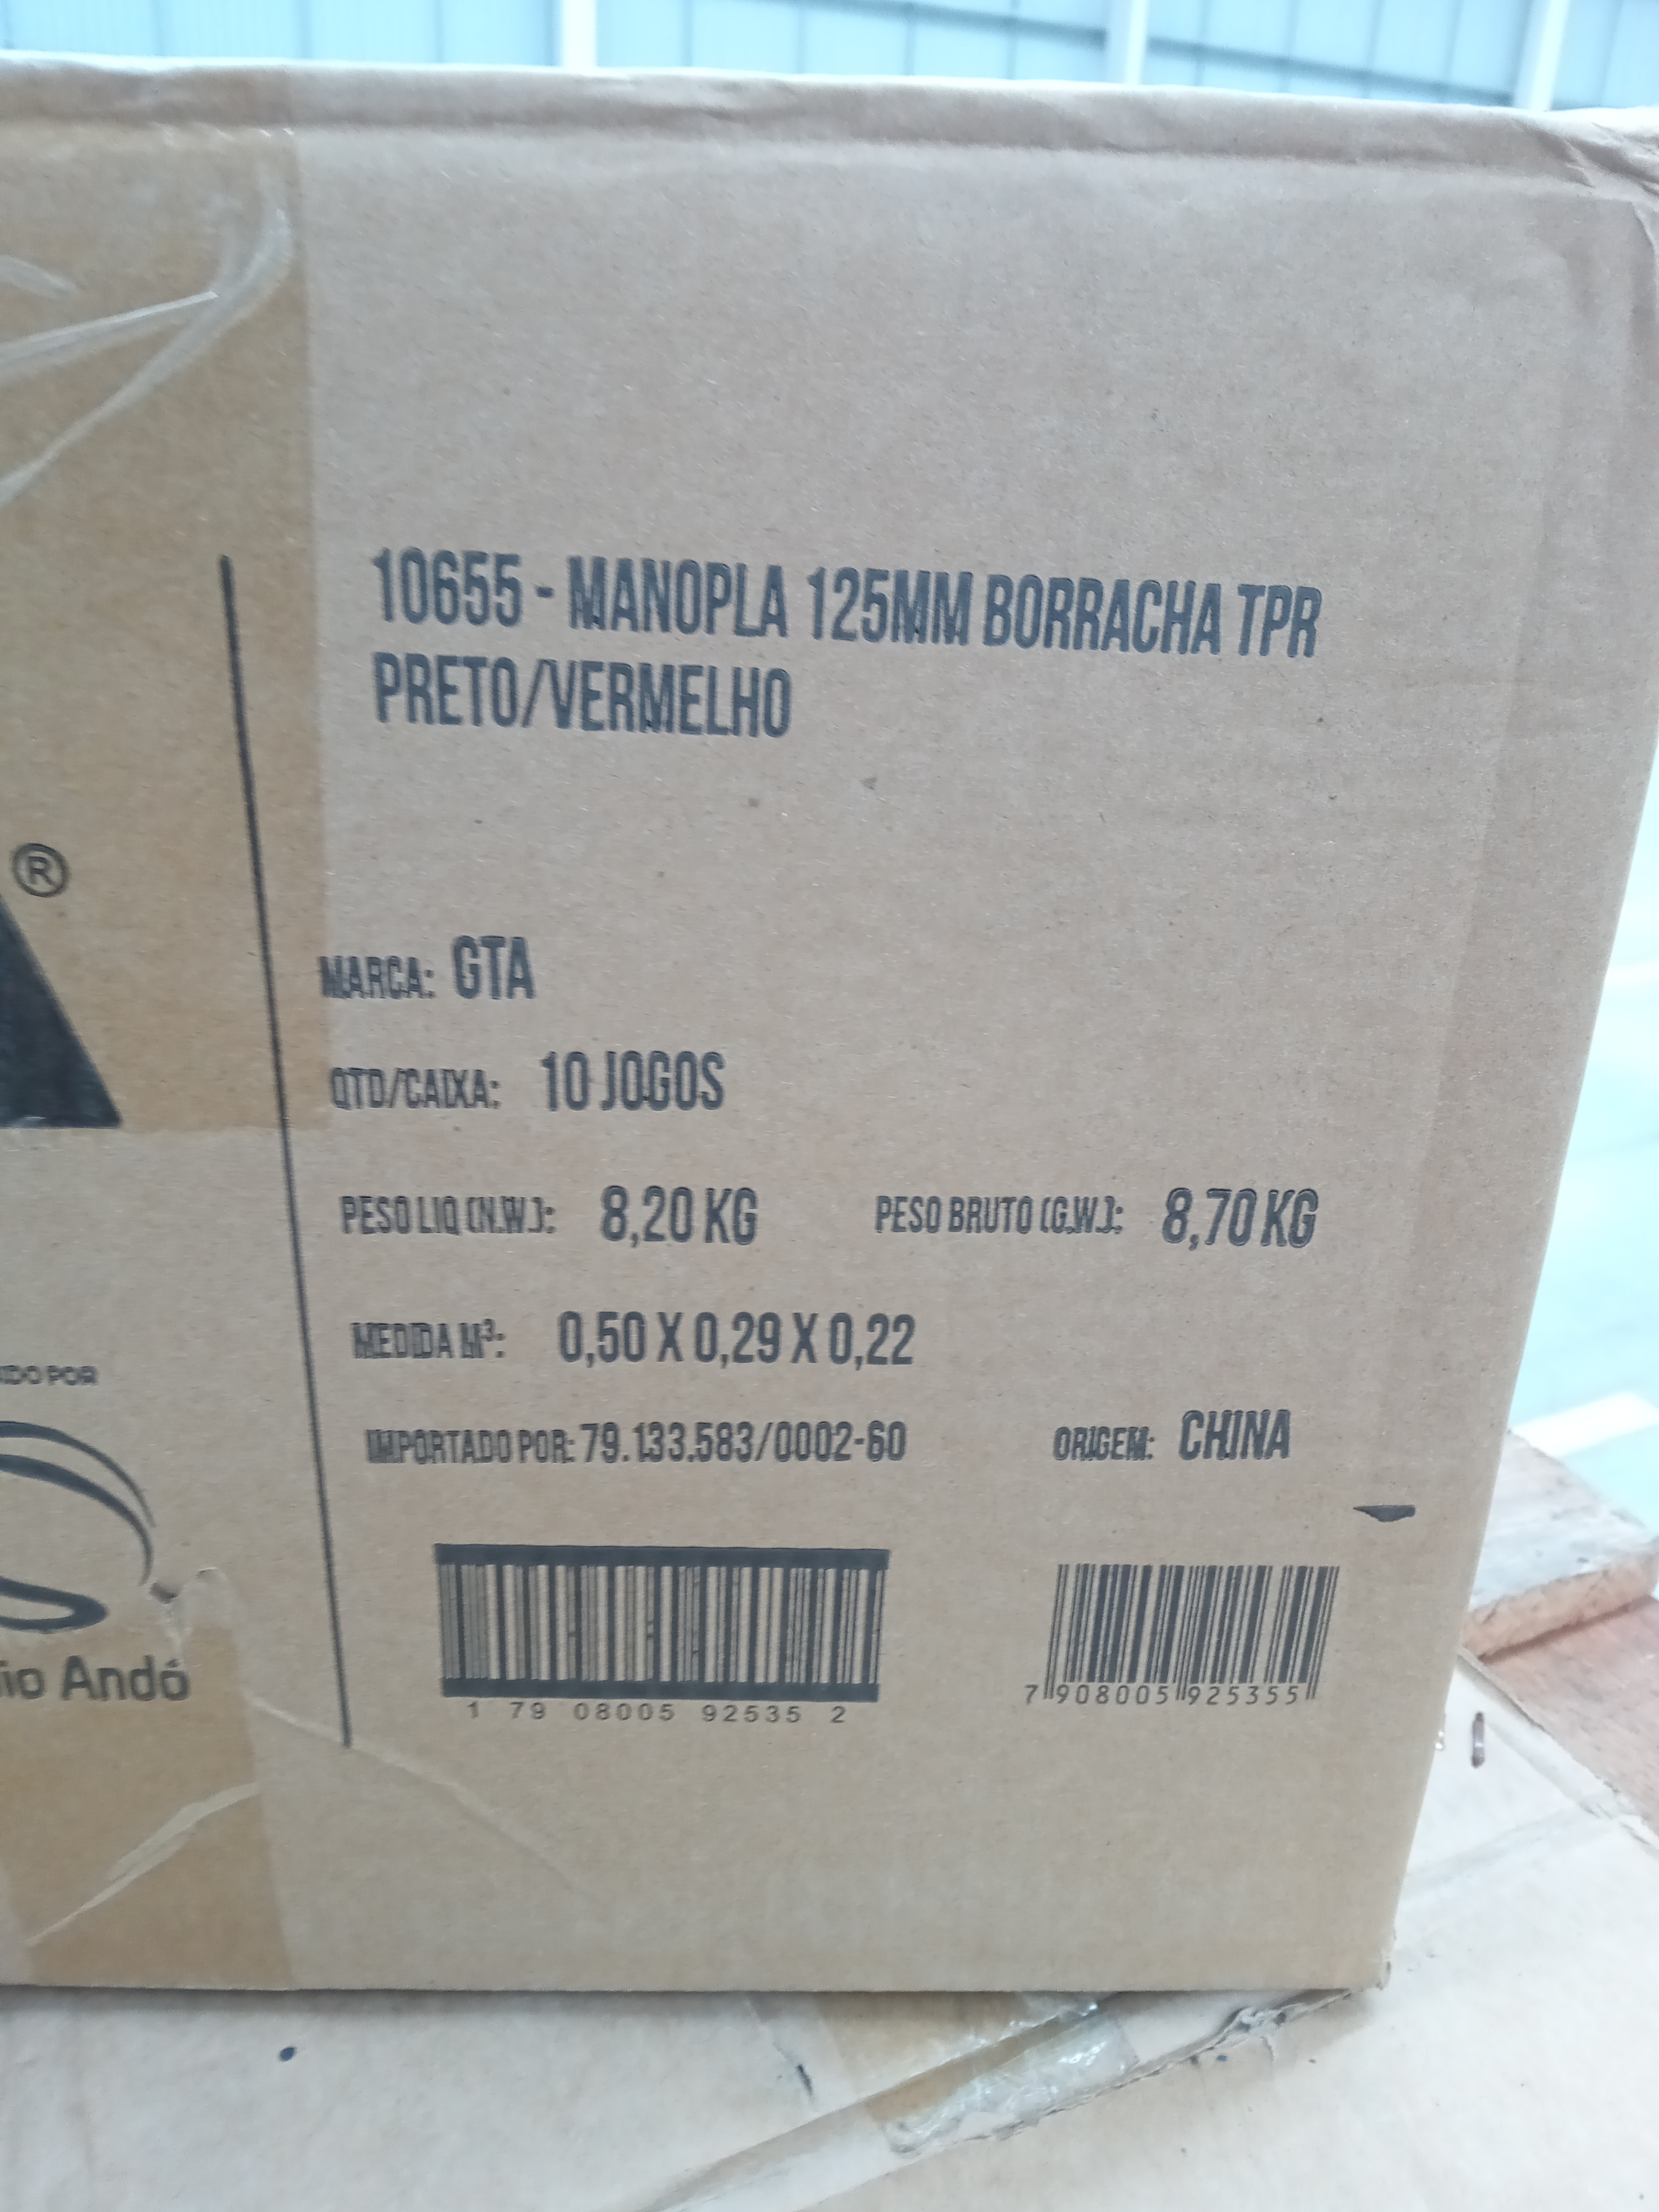 10655 - MANOPLA 125MM BORRACHA TPR
PRETO/VERMELHO
®
MARCA: GTA
QTD/CAIXA: 10 JOGOS
PESO LIQ (N.W.): 8,20 KG PESO BRUTO (G.W.): 8,70 KG
MEDIDA M³: 0,50 X 0,29 X 0,22
POR
IMPORTADO POR: 79.133.583/0002-60 ORIGEM: CHINA
Andó
1 79 08005 92535 2
7 908005 925355